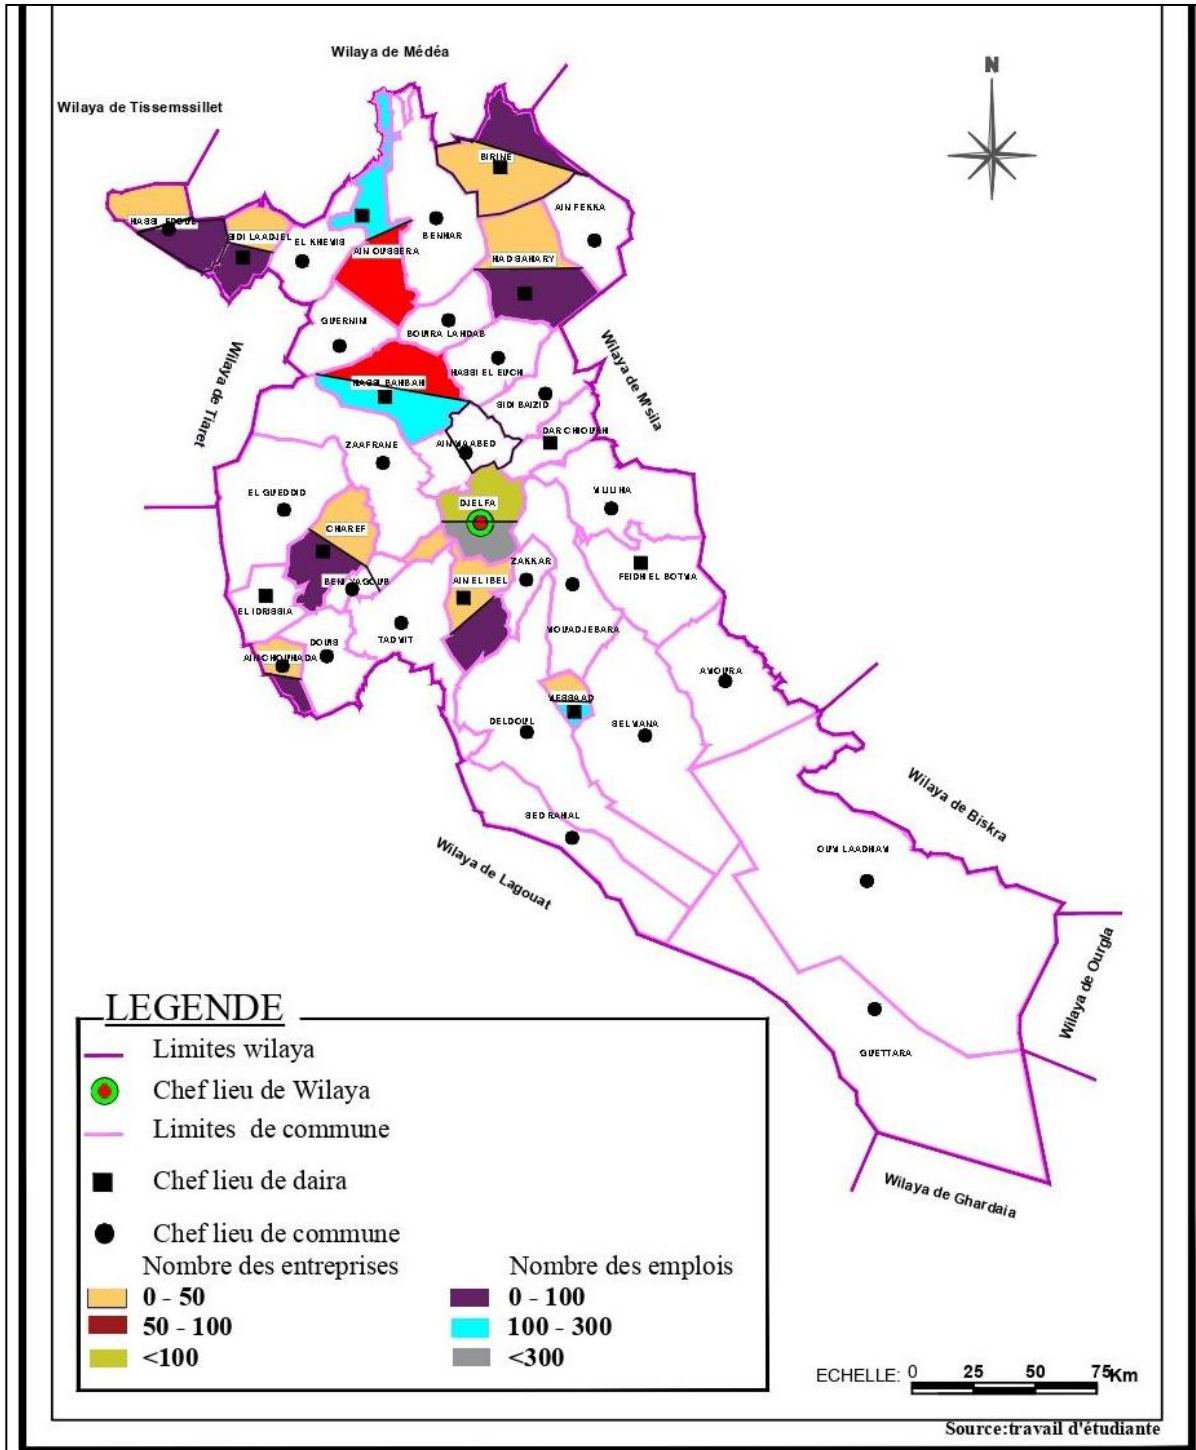 Wilaya de Médéa
Wilaya de Tissemssillet
N
BIRINE
AIN FEKKA
HASSI FDOUL
SIDI LAADJEL
EL KHEMIS
BENHAR
AIN OUSSERA
HAD SAHARY
GUERNINI
BOUIRA LAHDAB
Wilaya de Tiaret
Wilaya de M'sila
HASSI BAHBAH
HASSI EL EUCH
SIDI BAIZID
DAR CHIOUKH
ZAAFRANE
AIN MAABED
EL GUEDDID
DJELFA
MLILIHA
CHAREF
ZAKKAR
FEIDH EL BOTMA
BENI YAGOUB
AIN EL IBEL
EL IDRISSIA
MOUADJEBARA
DOUIS
TADMIT
AIN CHOUHADA
AMOURA
MESSAAD
DELDOUL
SELMANA
SED RAHAL
Wilaya de Biskra
Wilaya de Lagouat
OUM LAADHAM
Wilaya de Ourgla
GUETTARA
Wilaya de Ghardaia
LEGENDE
Limites wilaya
Chef lieu de Wilaya
Limites de commune
Chef lieu de daira
Chef lieu de commune
Nombre des entreprises
0 - 50
50 - 100
<100
Nombre des emplois
0 - 100
100 - 300
<300
ECHELLE: 0 25 50 75Km
Source:travail d'étudiante